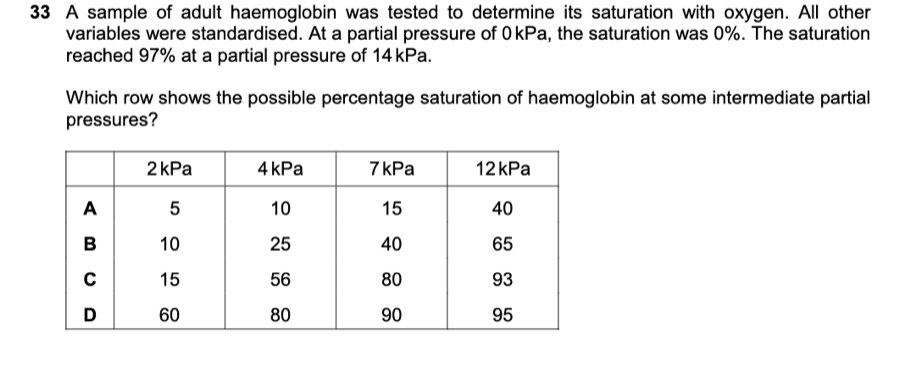 33 A sample of adult haemoglobin was tested to determine its saturation with oxygen. All other
variables were standardised. At a partial pressure of 0 kPa, the saturation was 0%. The saturation
reached 97% at a partial pressure of 14 kPa.
Which row shows the possible percentage saturation of haemoglobin at some intermediate partial
pressures?
2 kPa 4 kPa 7 kPa 12 kPa
A 5 10 15 40
B 10 25 40 65
C 15 56 80 93
D 60 80 90 95